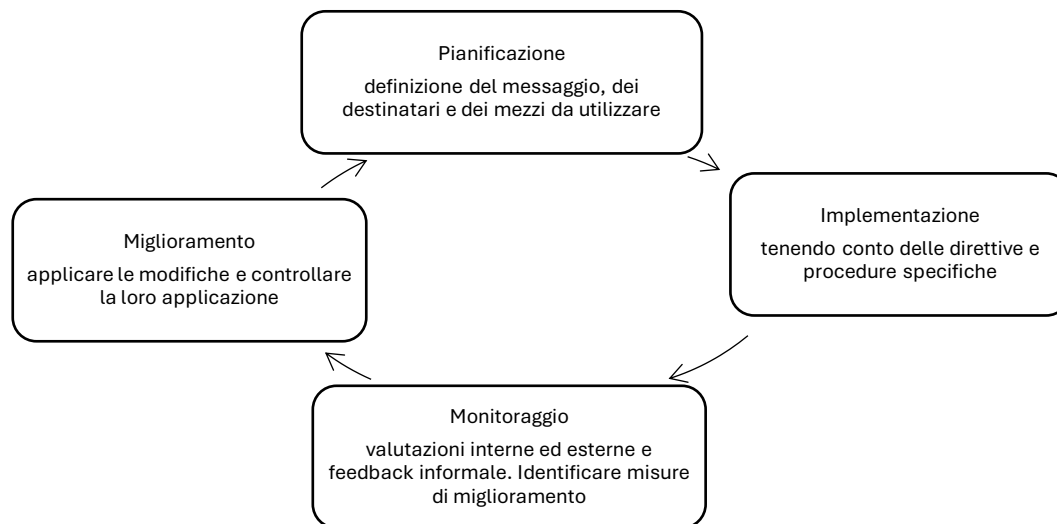 Pianificazione
definizione del messaggio, dei
destinatari e dei mezzi da utilizzare
Implementazione
tenendo conto delle direttive e
procedure specifiche
Monitoraggio
valutazioni interne ed esterne e
feedback informale. Identificare misure
di miglioramento
Miglioramento
applicare le modifiche e controllare
la loro applicazione